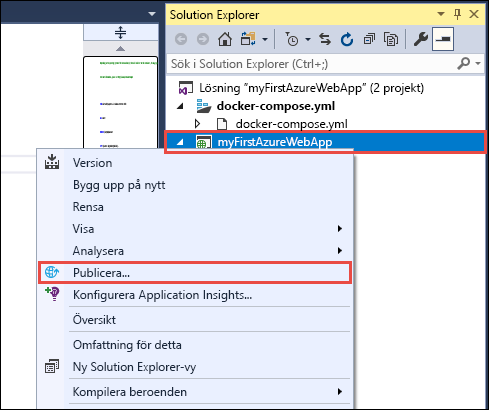 Solution Explorer
Sök i Solution Explorer (Ctrl+;)
Lösning "myFirstAzureWebApp" (2 projekt)
docker-compose.yml
docker-compose.yml
myFirstAzureWebApp
Version
Bygg upp på nytt
Rensa
Visa
Analysera
Publicera...
Konfigurera Application Insights...
Översikt
Omfattning för detta
Ny Solution Explorer-vy
Kompilera beroenden